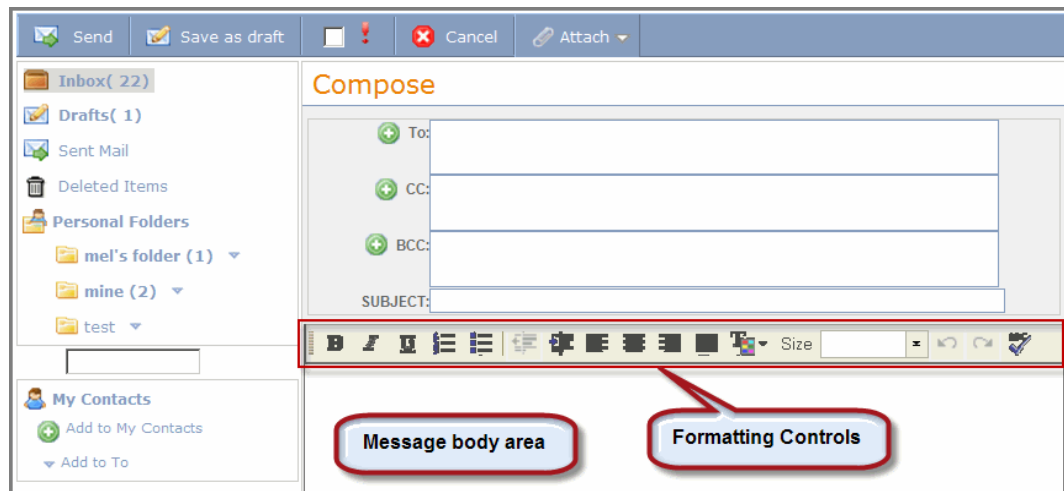 Send Save as draft Cancel Attach
Inbox( 22)
Drafts( 1)
Sent Mail
Deleted Items
Personal Folders
mel's folder (1)
mine (2)
test
My Contacts
Add to My Contacts
Add to To
Compose
To:
CC:
BCC:
SUBJECT:
B I U Size
Message body area
Formatting Controls